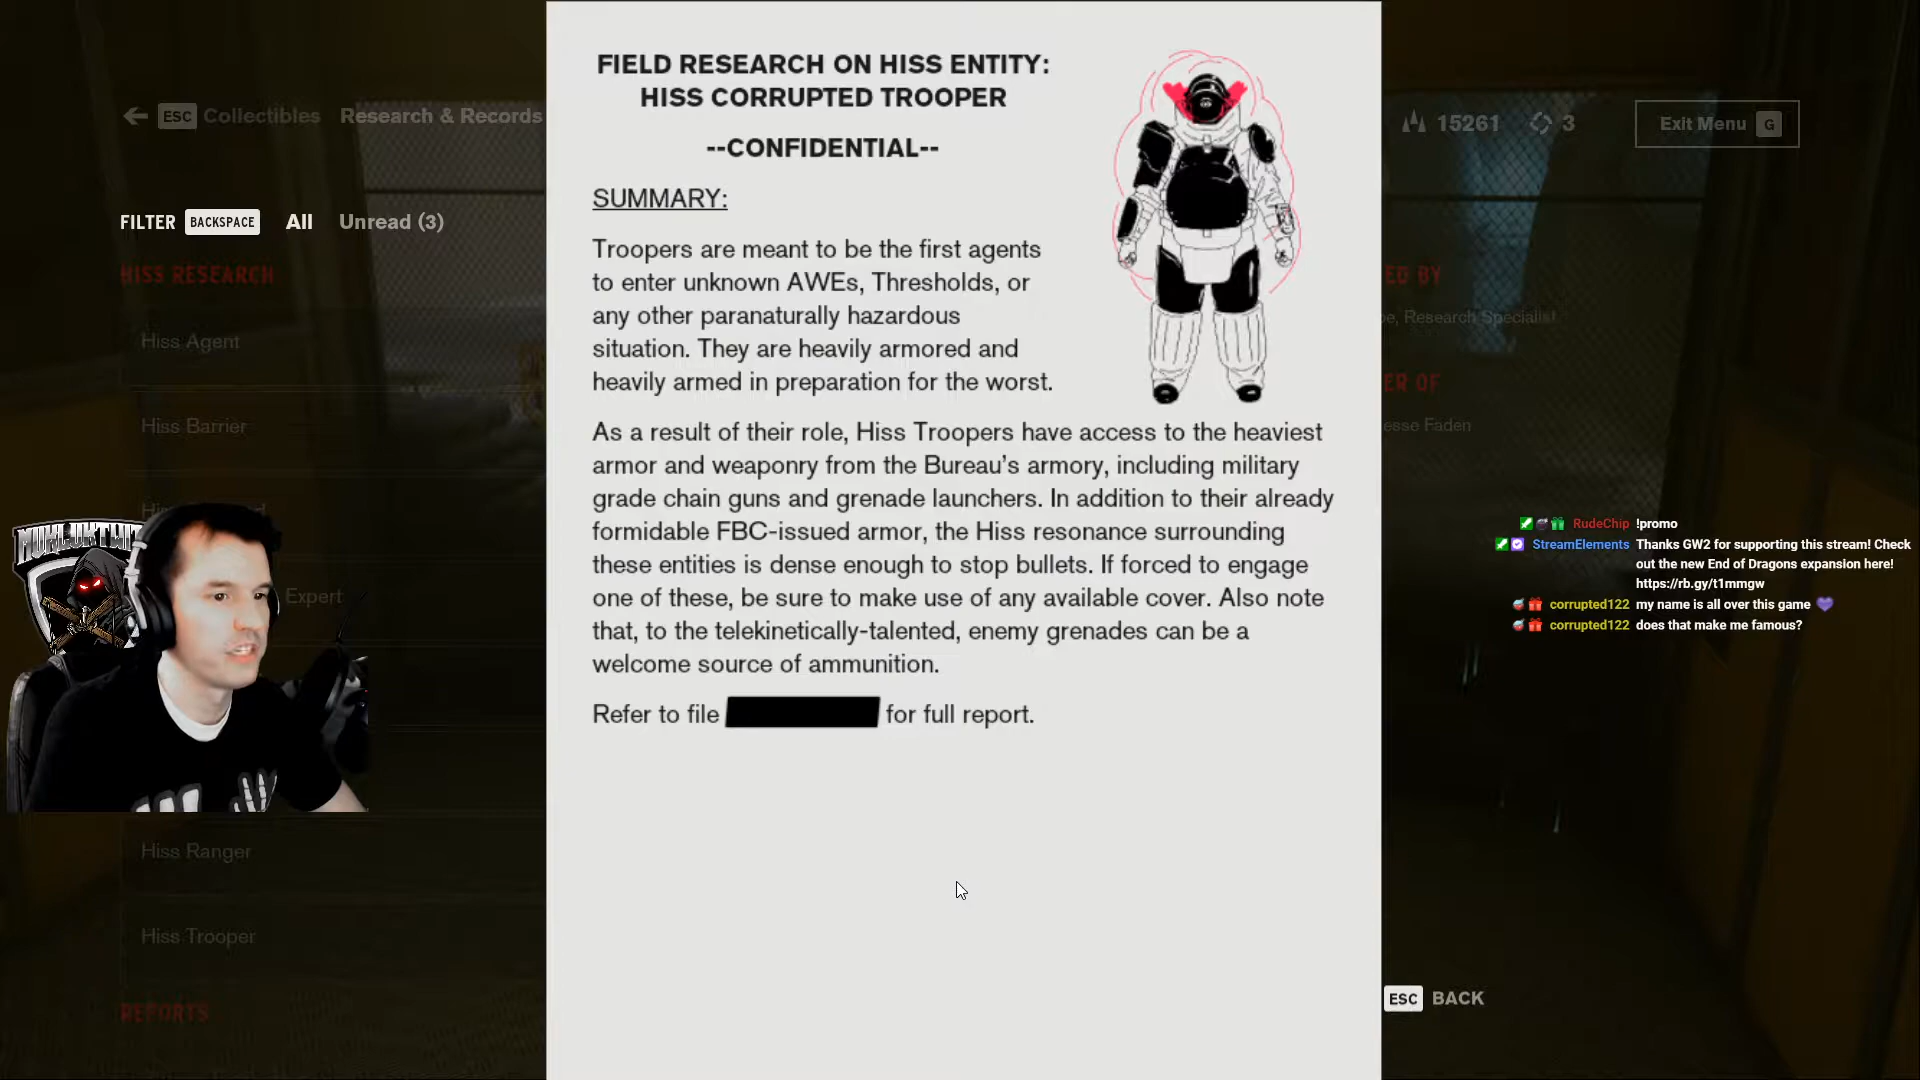 FIELD RESEARCH ON HISS ENTITY:
HISS CORRUPTED TROOPER
--CONFIDENTIAL--
SUMMARY:
Troopers are meant to be the first agents
to enter unknown AWEs, Thresholds, or
any other paranaturally hazardous
situation. They are heavily armored and
heavily armed in preparation for the worst.
As a result of their role, Hiss Troopers have access to the heaviest
armor and weaponry from the Bureau's armory, including military
grade chain guns and grenade launchers. In addition to their already
formidable FBC-issued armor, the Hiss resonance surrounding
these entities is dense enough to stop bullets. If forced to engage
one of these, be sure to make use of any available cover. Also note
that, to the telekinetically-talented, enemy grenades can be a
welcome source of ammunition.
Refer to file for full report.
ESC Collectibles Research & Records
FILTER BACKSPACE All Unread (3)
HISS RESEARCH
Hiss Agent
Hiss Barrier
Expert
Hiss Ranger
Hiss Trooper
REPORTS
15261 3
Exit Menu G
ED BY
pe, Research Specialist
ER OF
esse Faden
RudeChip !promo
StreamElements Thanks GW2 for supporting this stream! Check
out the new End of Dragons expansion here!
https://rb.gy/t1mmgw
corrupted122 my name is all over this game
corrupted122 does that make me famous?
ESC BACK